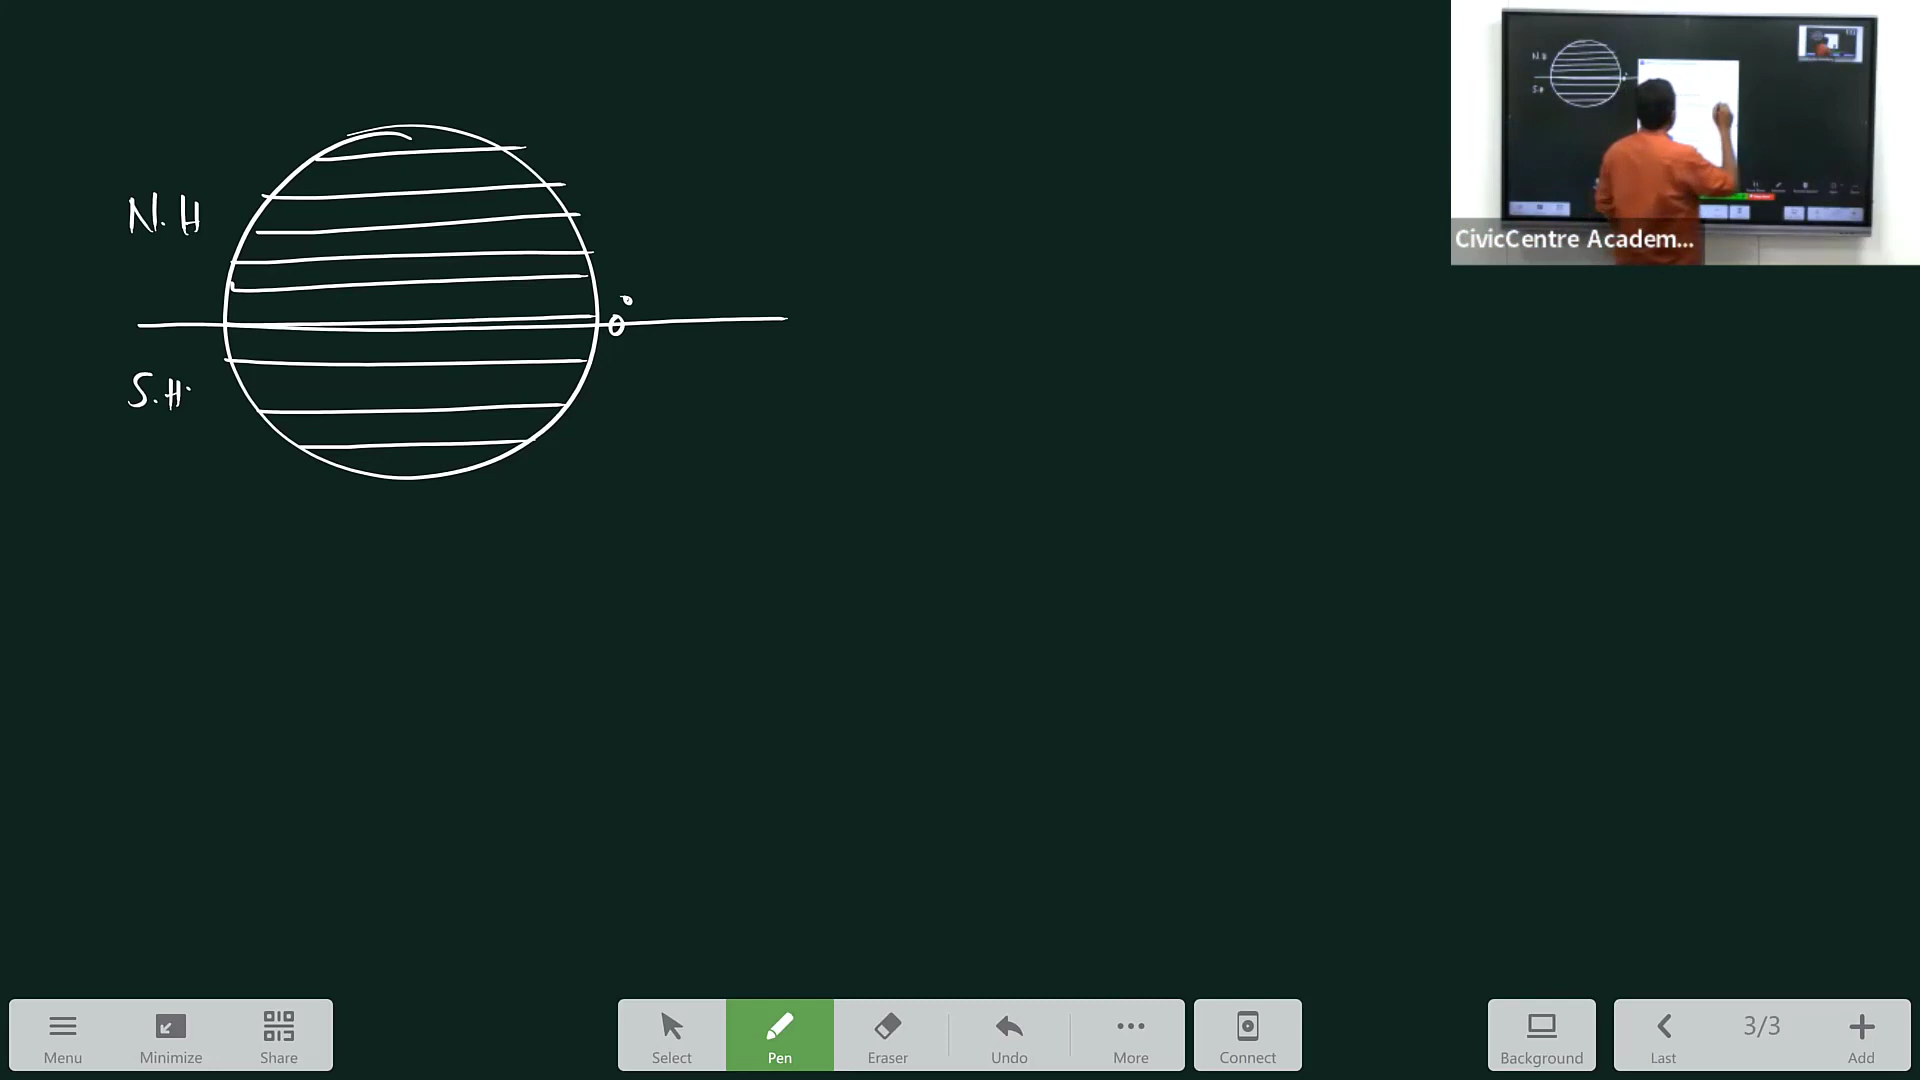 N.H
0°
S.H.
CivicCentre Academ...
Menu
Minimize
Share
Select
Pen
Eraser
Undo
More
Connect
Background
Last
3/3
Add